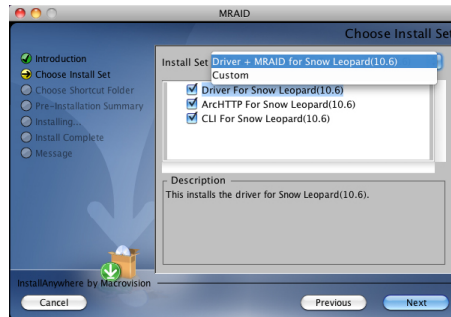 MRAID
Choose Install Set
Introduction
Choose Install Set
Choose Shortcut Folder
Pre-Installation Summary
Installing...
Install Complete
Message
Install Set
Driver + MRAID for Snow Leopard(10.6)
Custom
Driver For Snow Leopard(10.6)
ArcHTTP For Snow Leopard(10.6)
CLI For Snow Leopard(10.6)
Description
This installs the driver for Snow Leopard(10.6).
InstallAnywhere by Macrovision
Cancel
Previous
Next